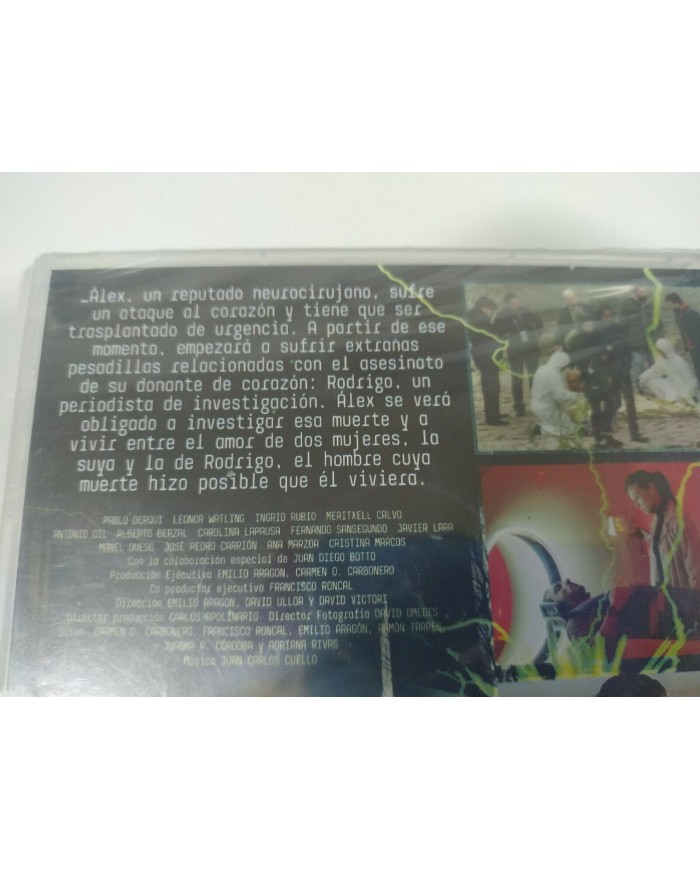 …Álex, un reputado neurocirujano, sufre
un ataque al corazón y tiene que ser
trasplantado de urgencia. A partir de ese
momento, empezará a sufrir extrañas
pesadillas relacionadas con el asesinato
de su donante de corazón: Rodrigo, un
periodista de investigación. Álex se verá
obligado a investigar esa muerte y a
vivir entre el amor de dos mujeres, la
suya y la de Rodrigo, el hombre cuya
muerte hizo posible que él viviera.
PABLO DERQUI LEONOR WATLING INGRID RUBIO MERITXELL CALVO
ANTONIO GIL ALBERTO BERZAL CAROLINA LAPAUSA FERNANDO SANSEGUNDO JAVIER LARA
MANEL DUESO JOSÉ PEDRO CARRIÓN ANA MARZOA CRISTINA MARCOS
Con la colaboración especial de JUAN DIEGO BOTTO
Producción Ejecutiva EMILIO ARAGON, CARMEN O. CARBONERO
Co productor ejecutivo FRANCISCO RONCAL
Dirección EMILIO ARAGON, DAVID ULLOA Y DAVID VICTORI
Director producción CARLOS APOLINARIO Director Fotografía DAVID OMEDES
CARMEN O. CARBONERO, FRANCISCO RONCAL, EMILIO ARAGÓN, RAMÓN
JUANMA R. CÓRDOBA y ADRIANA RIVAS
Música JUAN CARLOS CUELLO